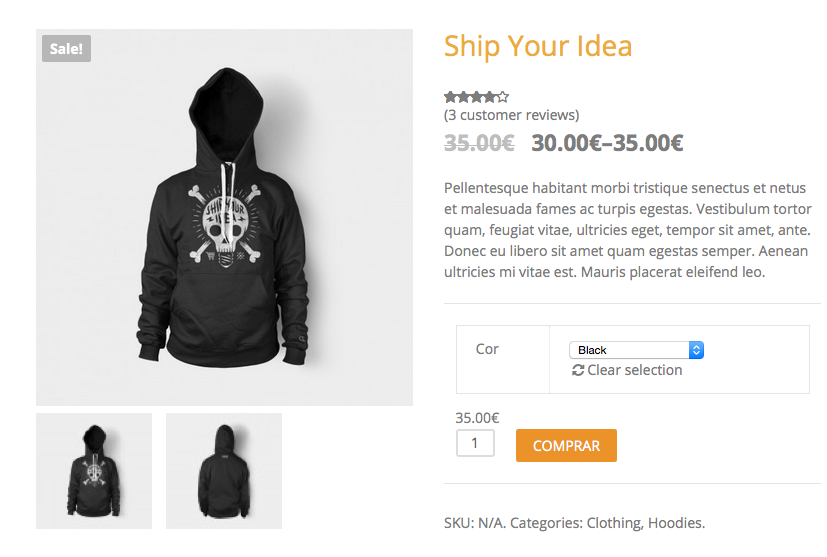 Sale!
Ship Your Idea
(3 customer reviews)
35.00€ 30.00€–35.00€
Pellentesque habitant morbi tristique senectus et netus
et malesuada fames ac turpis egestas. Vestibulum tortor
quam, feugiat vitae, ultricies eget, tempor sit amet, ante.
Donec eu libero sit amet quam egestas semper. Aenean
ultricies mi vitae est. Mauris placerat eleifend leo.
SHIP YOUR
Cor
Black
Clear selection
35.00€
1
COMPRAR
SKU: N/A. Categories: Clothing, Hoodies.